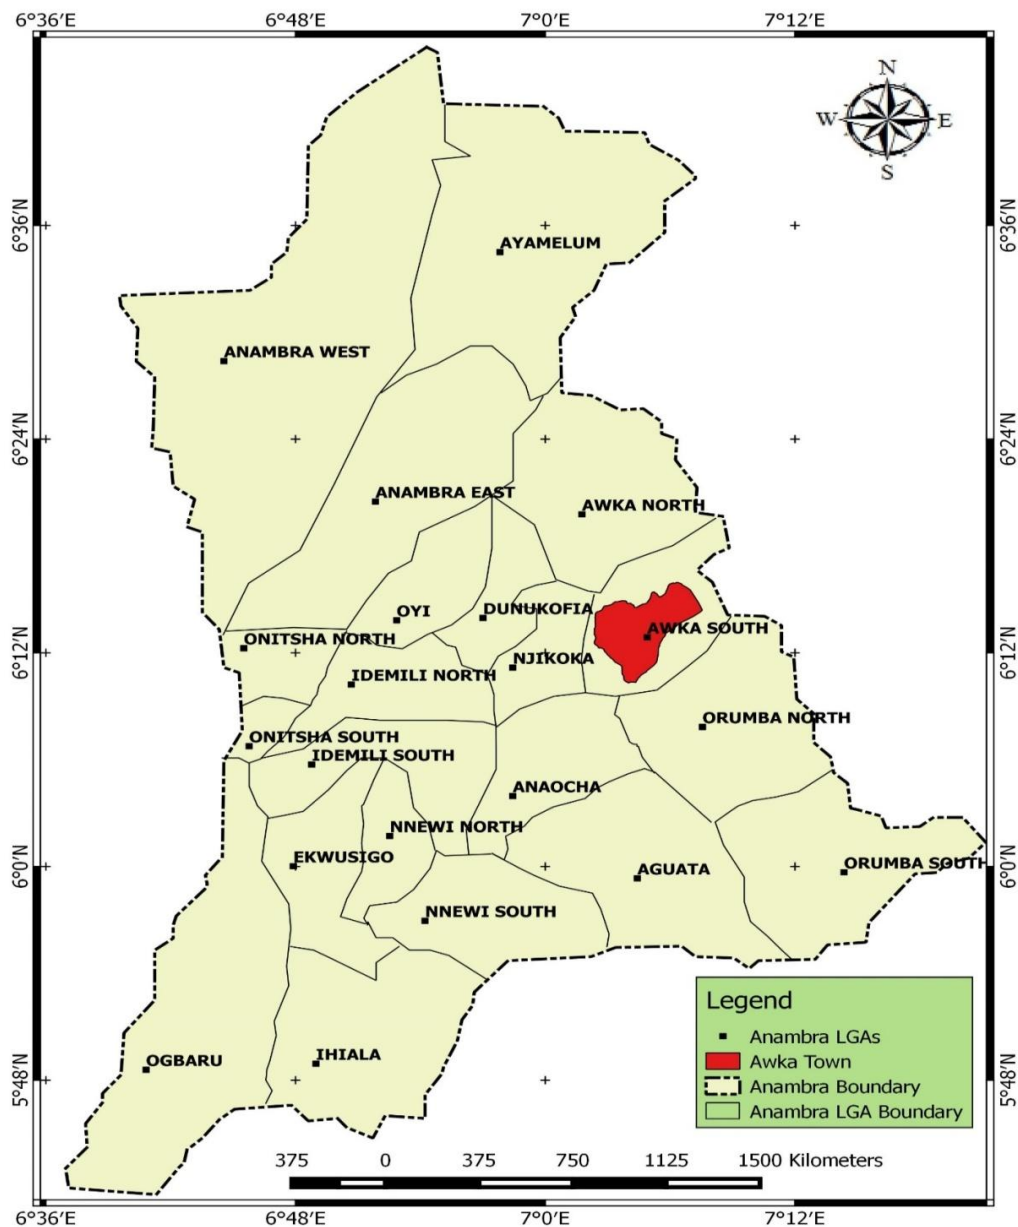 6°36'E 6°48'E 7°0'E 7°12'E
N
W E
S
6°36'N 6°36'N
AYAMELUM
ANAMBRA WEST
6°24'N 6°24'N
ANAMBRA EAST
AWKA NORTH
OYI
DUNUKOFIA
AWKA SOUTH
ONITSHA NORTH
6°12'N 6°12'N
NJIKOKA
IDEMILI NORTH
ORUMBA NORTH
ONITSHA SOUTH
IDEMILI SOUTH
ANAOCHA
NNEWI NORTH
EKWUSIGO
6°0'N 6°0'N
AGUATA
ORUMBA SOUTH
NNEWI SOUTH
Legend
Anambra LGAs
Awka Town
Anambra Boundary
Anambra LGA Boundary
OGBARU
IHIALA
5°48'N 5°48'N
375 0 375 750 1125 1500 Kilometers
6°36'E 6°48'E 7°0'E 7°12'E